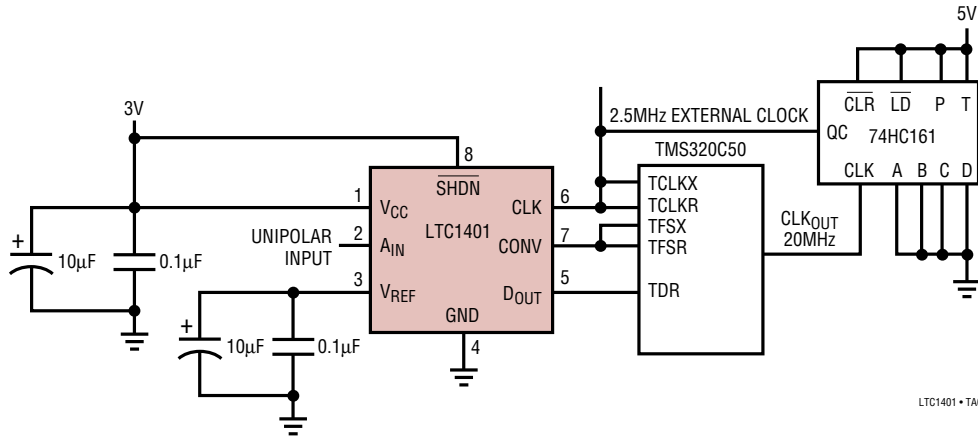 5V
CLR LD P T
QC 74HC161
CLK A B C D
3V
2.5MHz EXTERNAL CLOCK
TMS320C50
8
SHDN
1 VCC
CLK 6
TCLKX
TCLKR
LTC1401
UNIPOLAR
INPUT
2 AIN
CONV 7
TFSX
TFSR
CLKOUT
20MHz
+
10µF
0.1µF
3 VREF
DOUT 5
TDR
GND
4
+
10µF
0.1µF
LTC1401 •